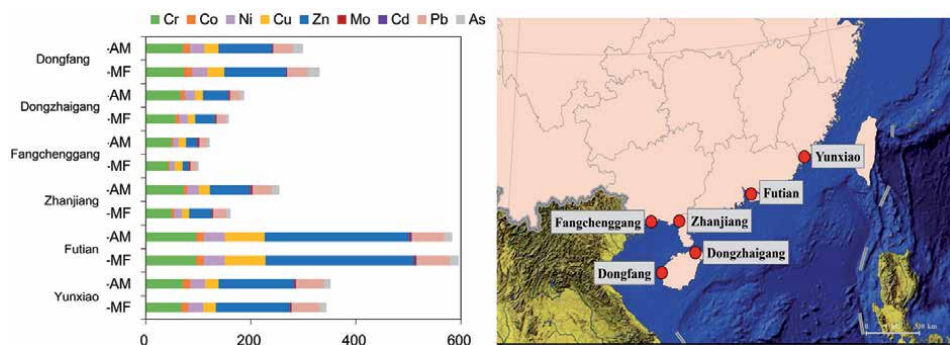 Cr Co Ni Cu Zn Mo Cd Pb As
Dongfang
-AM
-MF
Dongzhaigang
-AM
-MF
Fangchenggang
-AM
-MF
Zhanjiang
-AM
-MF
Futian
-AM
-MF
Yunxiao
-AM
-MF
0 200 400 600
Yunxiao
Futian
Fangchenggang
Zhanjiang
Dongzhaigang
Dongfang